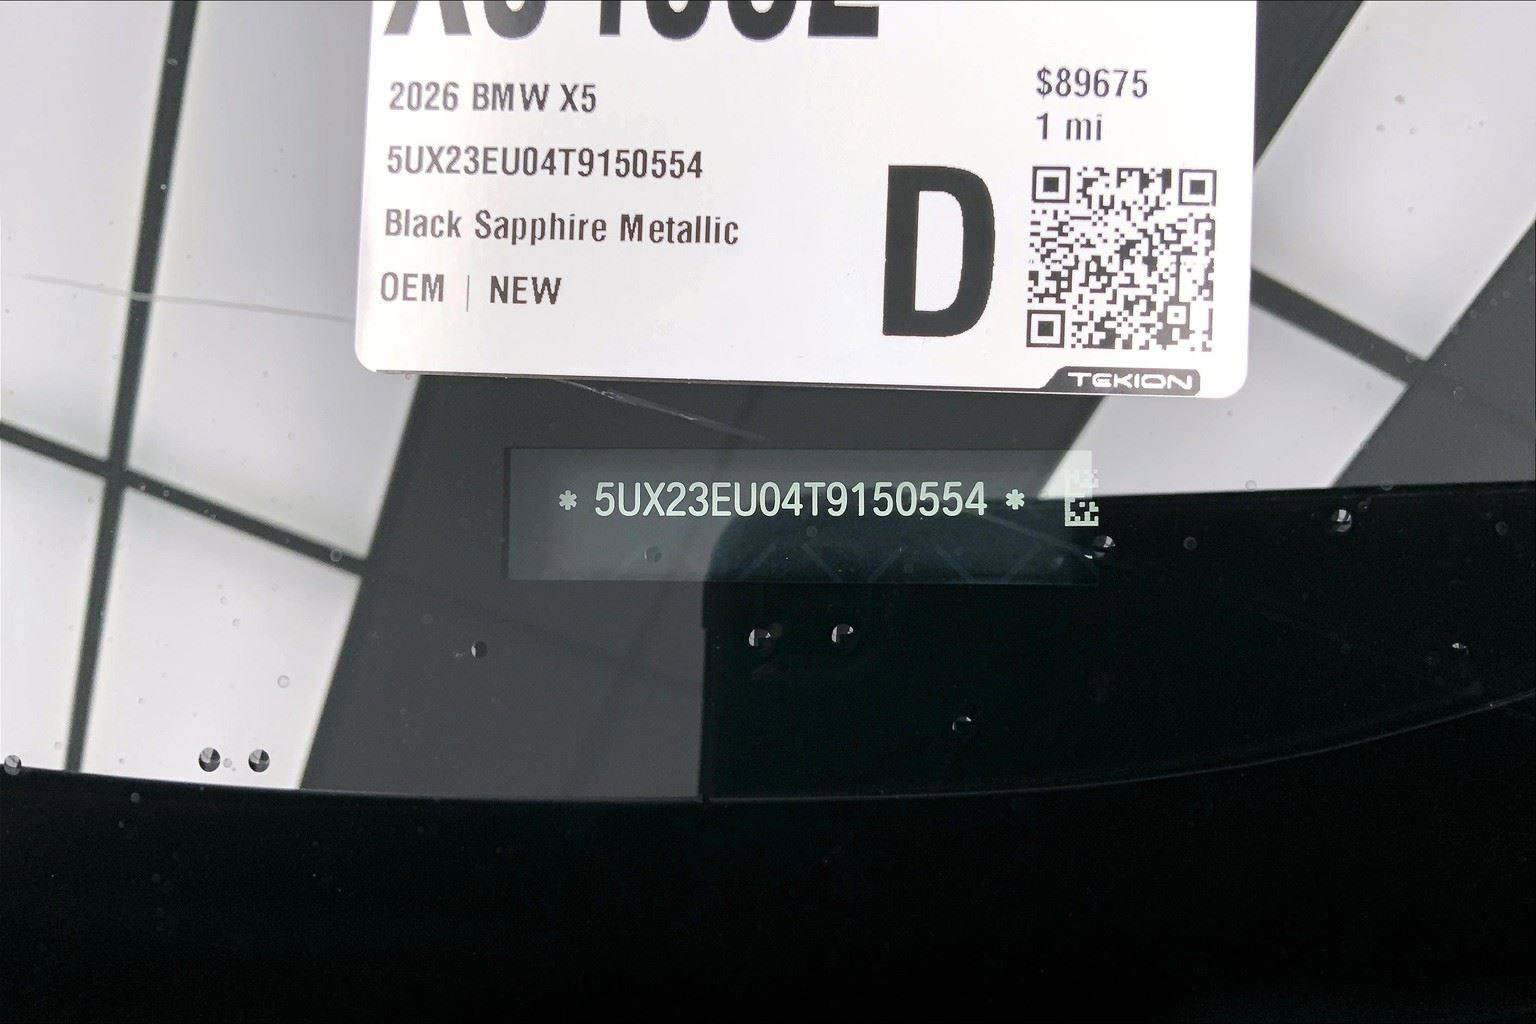 2026 BMW X5
$89675
1 mi
5UX23EU04T9150554
Black Sapphire Metallic
D
OEM | NEW
TEKION
* 5UX23EU04T9150554 *